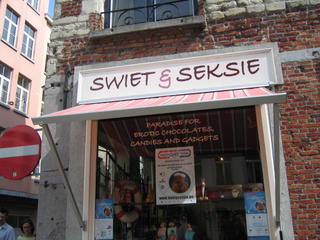 SWIET & SEKSIE
PARADISE FOR
EROTIC CHOCOLATES,
CANDIES AND GADGETS